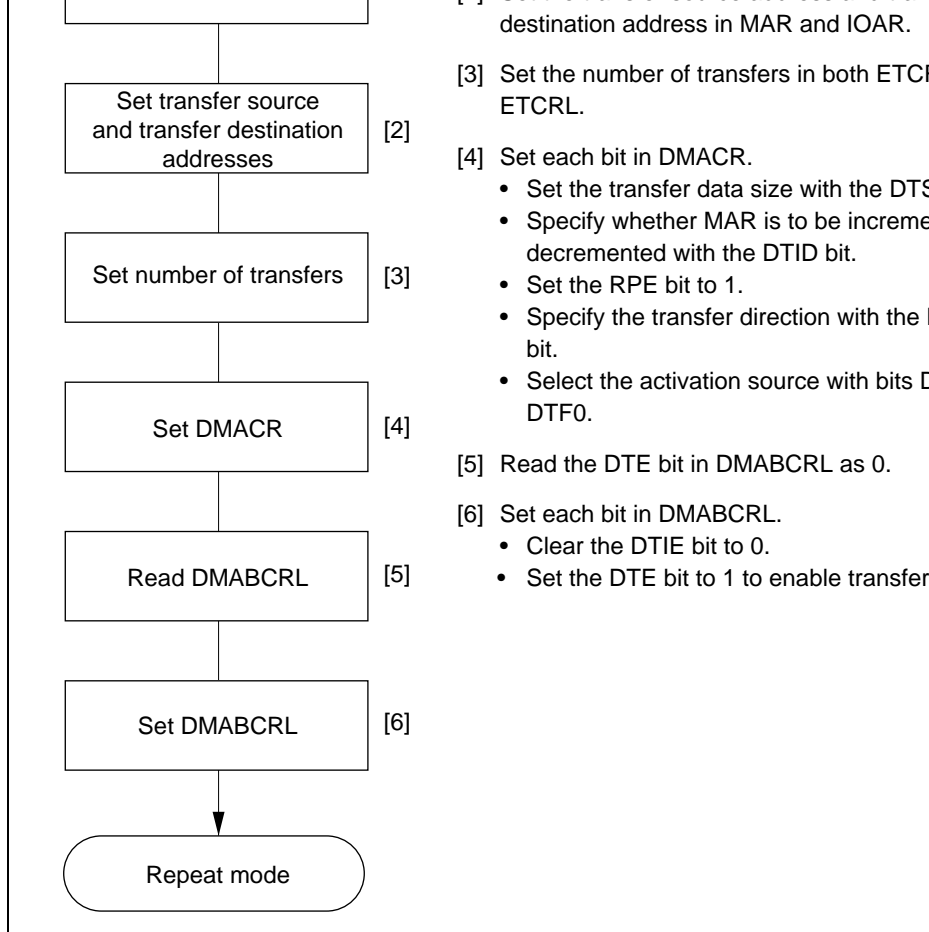 destination address in MAR and IOAR.
Set transfer source
and transfer destination
addresses
[2]
[3] Set the number of transfers in both
ETCRL.
[4] Set each bit in DMACR.
• Set the transfer data size with the
• Specify whether MAR is to be
decremented with the DTID bit.
• Set the RPE bit to 1.
• Specify the transfer direction with the
bit.
• Select the activation source with bits
DTF0.
Set number of transfers
[3]
Set DMACR
[4]
[5] Read the DTE bit in DMABCRL as 0.
[6] Set each bit in DMABCRL.
• Clear the DTIE bit to 0.
• Set the DTE bit to 1 to enable transfer
Read DMABCRL
[5]
Set DMABCRL
[6]
Repeat mode